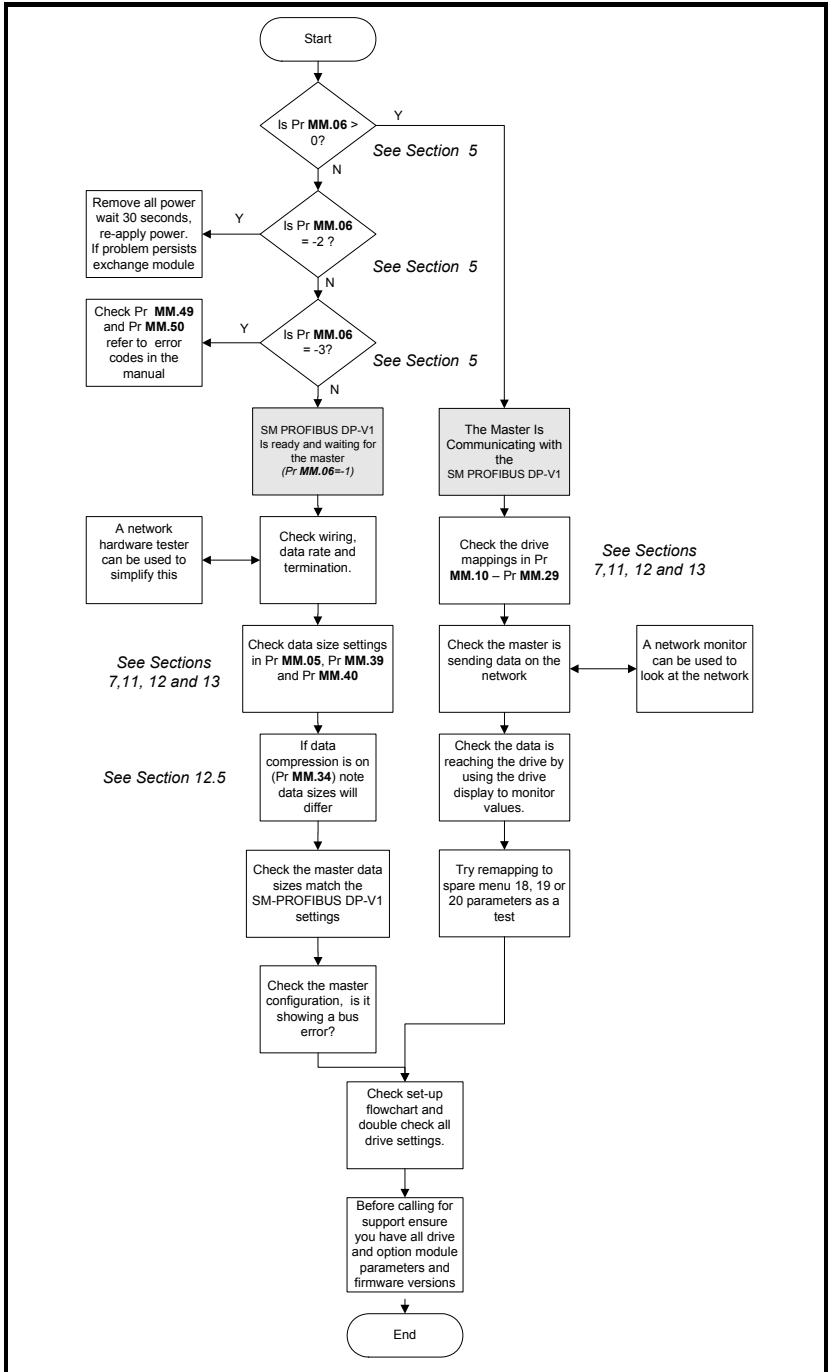 Start
Is Pr MM.06 >
0?
Y
See Section 5
N
Remove all power
wait 30 seconds,
re-apply power.
If problem persists
exchange module
Y
Is Pr MM.06
= -2 ?
See Section 5
N
Check Pr MM.49
and Pr MM.50
refer to error
codes in the
manual
Y
Is Pr MM.06
= -3?
See Section 5
N
SM PROFIBUS DP-V1
Is ready and waiting for
the master
(Pr MM.06=-1)
The Master Is
Communicating with
the
SM PROFIBUS DP-V1
A network
hardware tester
can be used to
simplify this
Check wiring,
data rate and
termination.
Check the drive
mappings in Pr
MM.10 – Pr MM.29
See Sections
7,11, 12 and 13
See Sections
7,11, 12 and 13
Check data size settings
in Pr MM.05, Pr MM.39
and Pr MM.40
Check the master is
sending data on the
network
A network monitor
can be used to
look at the network
See Section 12.5
If data
compression is on
(Pr MM.34) note
data sizes will
differ
Check the data is
reaching the drive by
using the drive
display to monitor
values.
Check the master data
sizes match the
SM-PROFIBUS DP-V1
settings
Try remapping to
spare menu 18, 19 or
20 parameters as a
test
Check the master
configuration, is it
showing a bus
error?
Check set-up
flowchart and
double check all
drive settings.
Before calling for
support ensure
you have all drive
and option module
parameters and
firmware versions
End